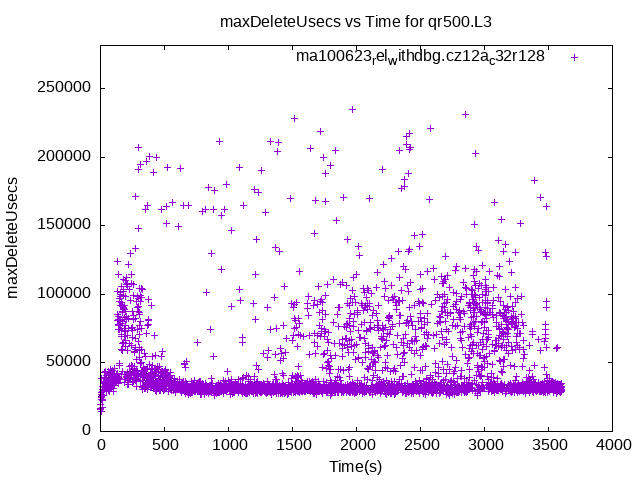 maxDeleteUsecs vs Time for qr500.L3
ma100623relwithdbg.cz12ac32r128
250000
200000
150000
100000
50000
0
maxDeleteUsecs
0 500 1000 1500 2000 2500 3000 3500 4000
Time(s)